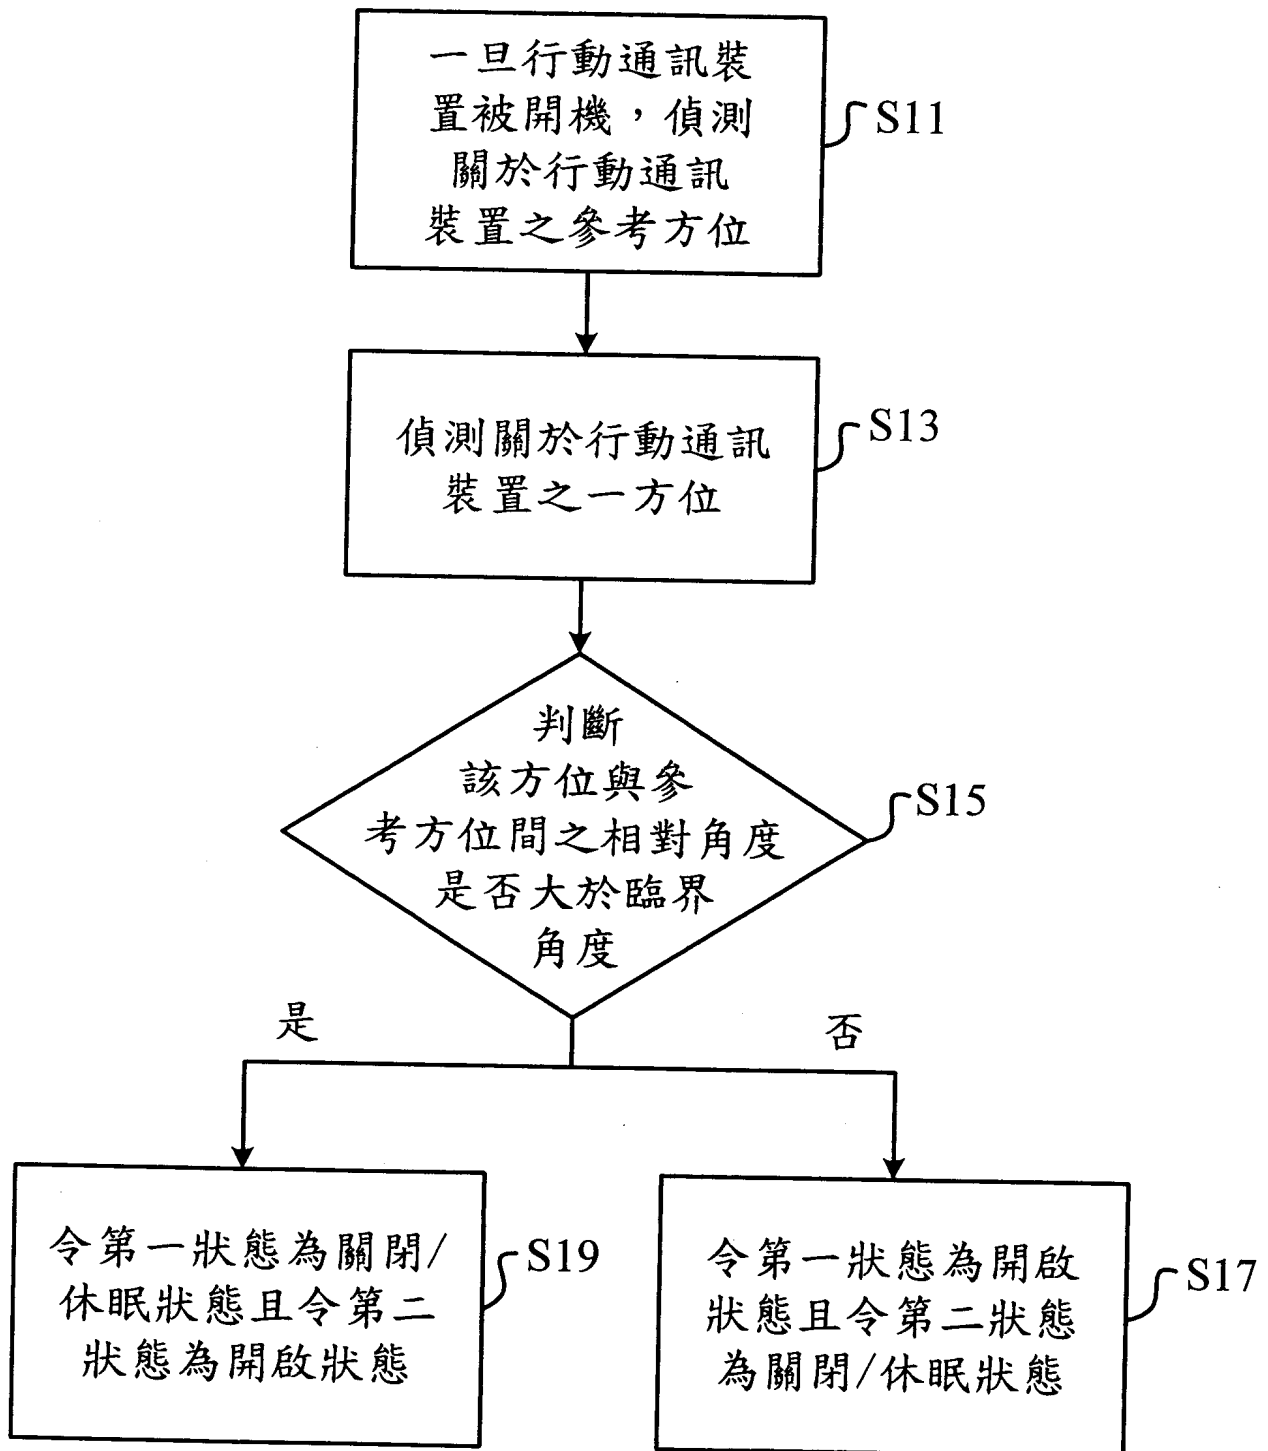 一旦行動通訊裝
置被開機，偵測
關於行動通訊
裝置之參考方位
S11
偵測關於行動通訊
裝置之一方位
S13
判斷
該方位與參
考方位間之相對角度
是否大於臨界
角度
S15
是
否
令第一狀態為關閉/
休眠狀態且令第二
狀態為開啟狀態
S19
令第一狀態為開啟
狀態且令第二狀態
為關閉/休眠狀態
S17